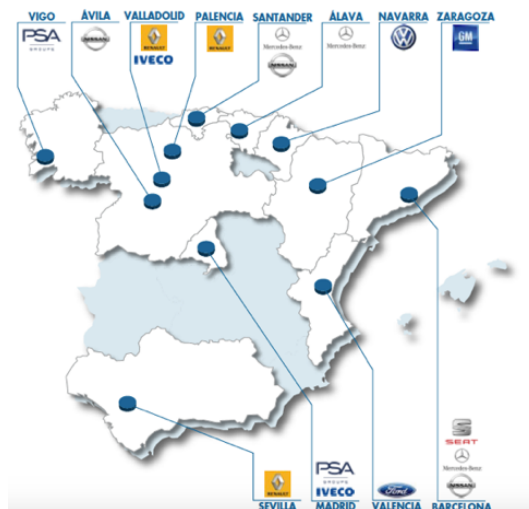 VIGO ÁVILA VALLADOLID PALENCIA SANTANDER ÁLAVA NAVARRA ZARAGOZA
PSA NISSAN RENAULT RENAULT Mercedes-Benz Mercedes-Benz GM
GROUPE IVECO NISSAN
SEAT
Mercedes-Benz
RENAULT PSA Ford NISSAN
GROUPE
IVECO
SEVILLA MADRID VALENCIA BARCELONA